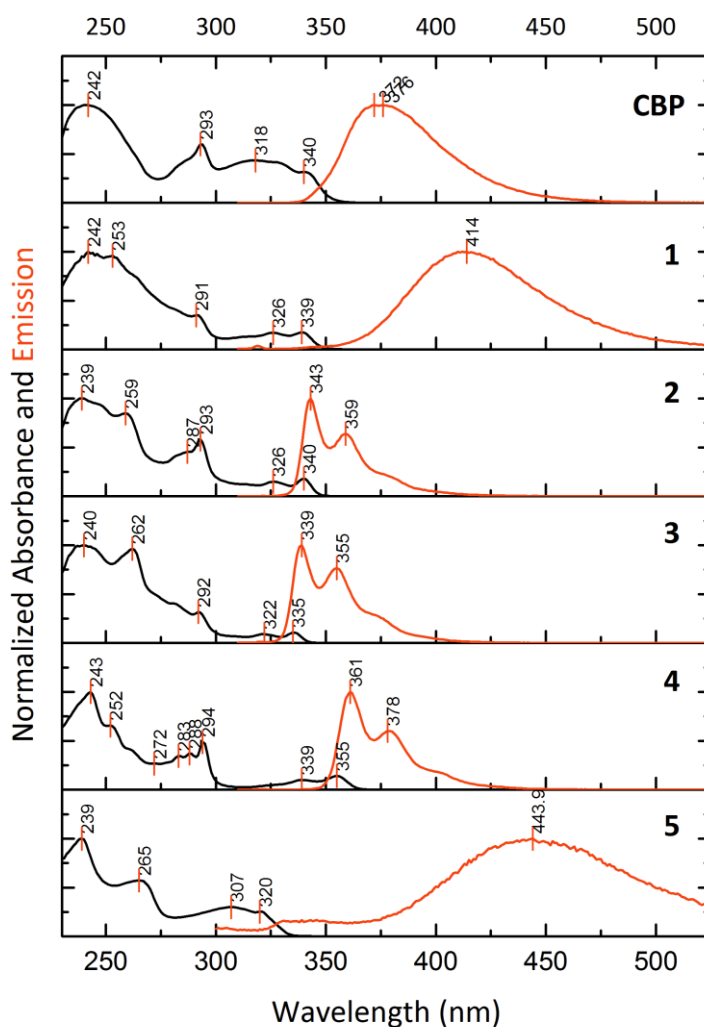 250 300 350 400 450 500
CBP
242 293 318 340 372 376
1
242 253 291 326 339 414
2
239 259 287 293 326 340 343 359
3
240 262 292 322 335 339 355
4
243 252 272 283 288 294 339 355 361 378
5
239 265 307 320 443.9
250 300 350 400 450 500
Wavelength (nm)
Normalized Absorbance and Emission